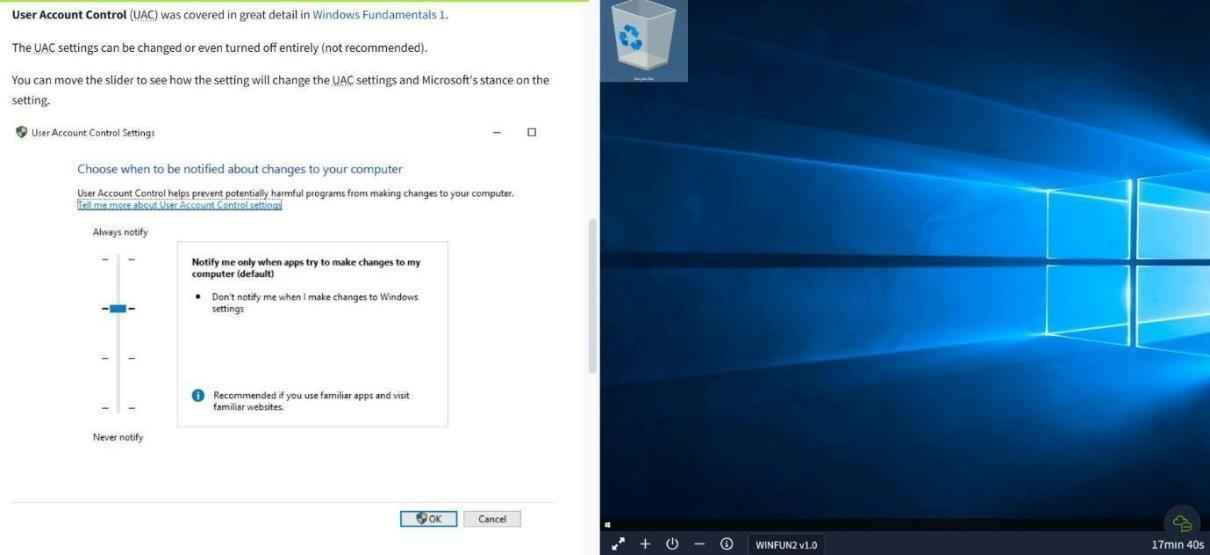 User Account Control (UAC) was covered in great detail in Windows Fundamentals 1.
The UAC settings can be changed or even turned off entirely (not recommended).
You can move the slider to see how the setting will change the UAC settings and Microsoft's stance on the
setting.
User Account Control Settings
Choose when to be notified about changes to your computer
User Account Control helps prevent potentially harmful programs from making changes to your computer.
Tell me more about User Account Control settings
Always notify
Notify me only when apps try to make changes to my
computer (default)
• Don't notify me when I make changes to Windows
settings
Recommended if you use familiar apps and visit
familiar websites.
Never notify
OK
Cancel
Recycle Bin
WINFUN2 v1.0
17min 40s